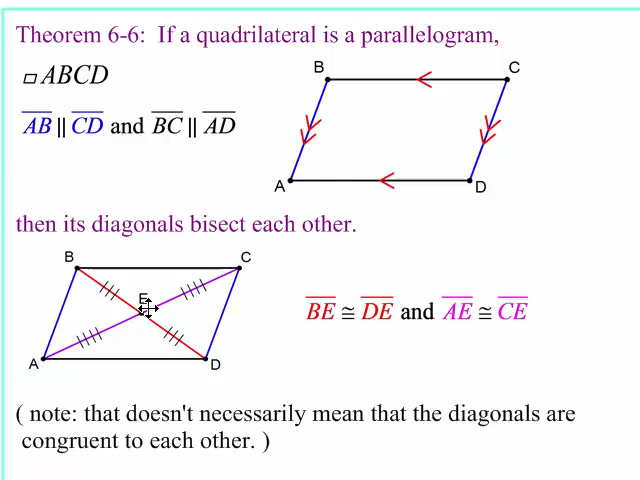 Theorem 6-6: If a quadrilateral is a parallelogram,
▱ ABCD
AB || CD and BC || AD
B
C
A
D
then its diagonals bisect each other.
B
C
E
A
D
BE ≅ DE and AE ≅ CE
( note: that doesn't necessarily mean that the diagonals are
congruent to each other. )